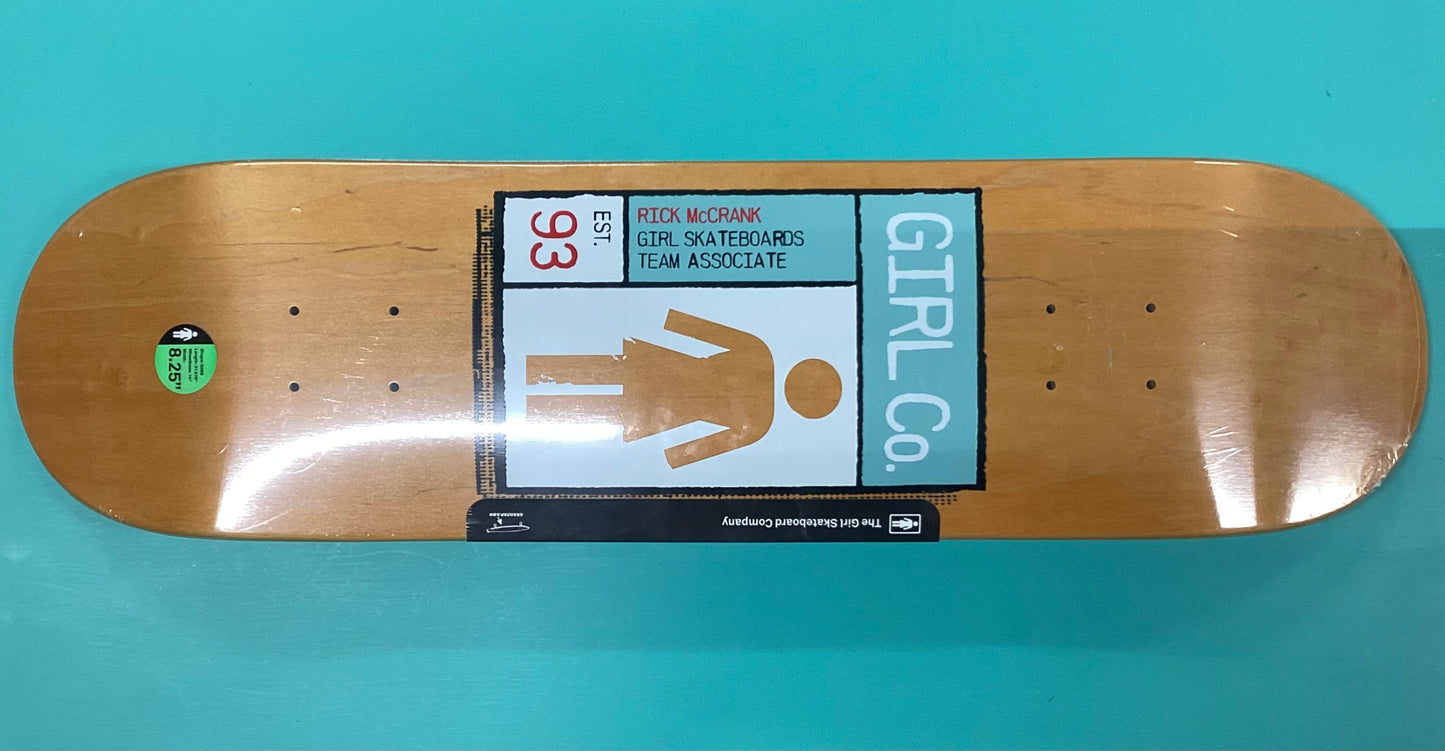 EST.
93
RICK McCRANK
GIRL SKATEBOARDS
TEAM ASSOCIATE
GIRL Co.
8.25"
The Girl Skateboard Company